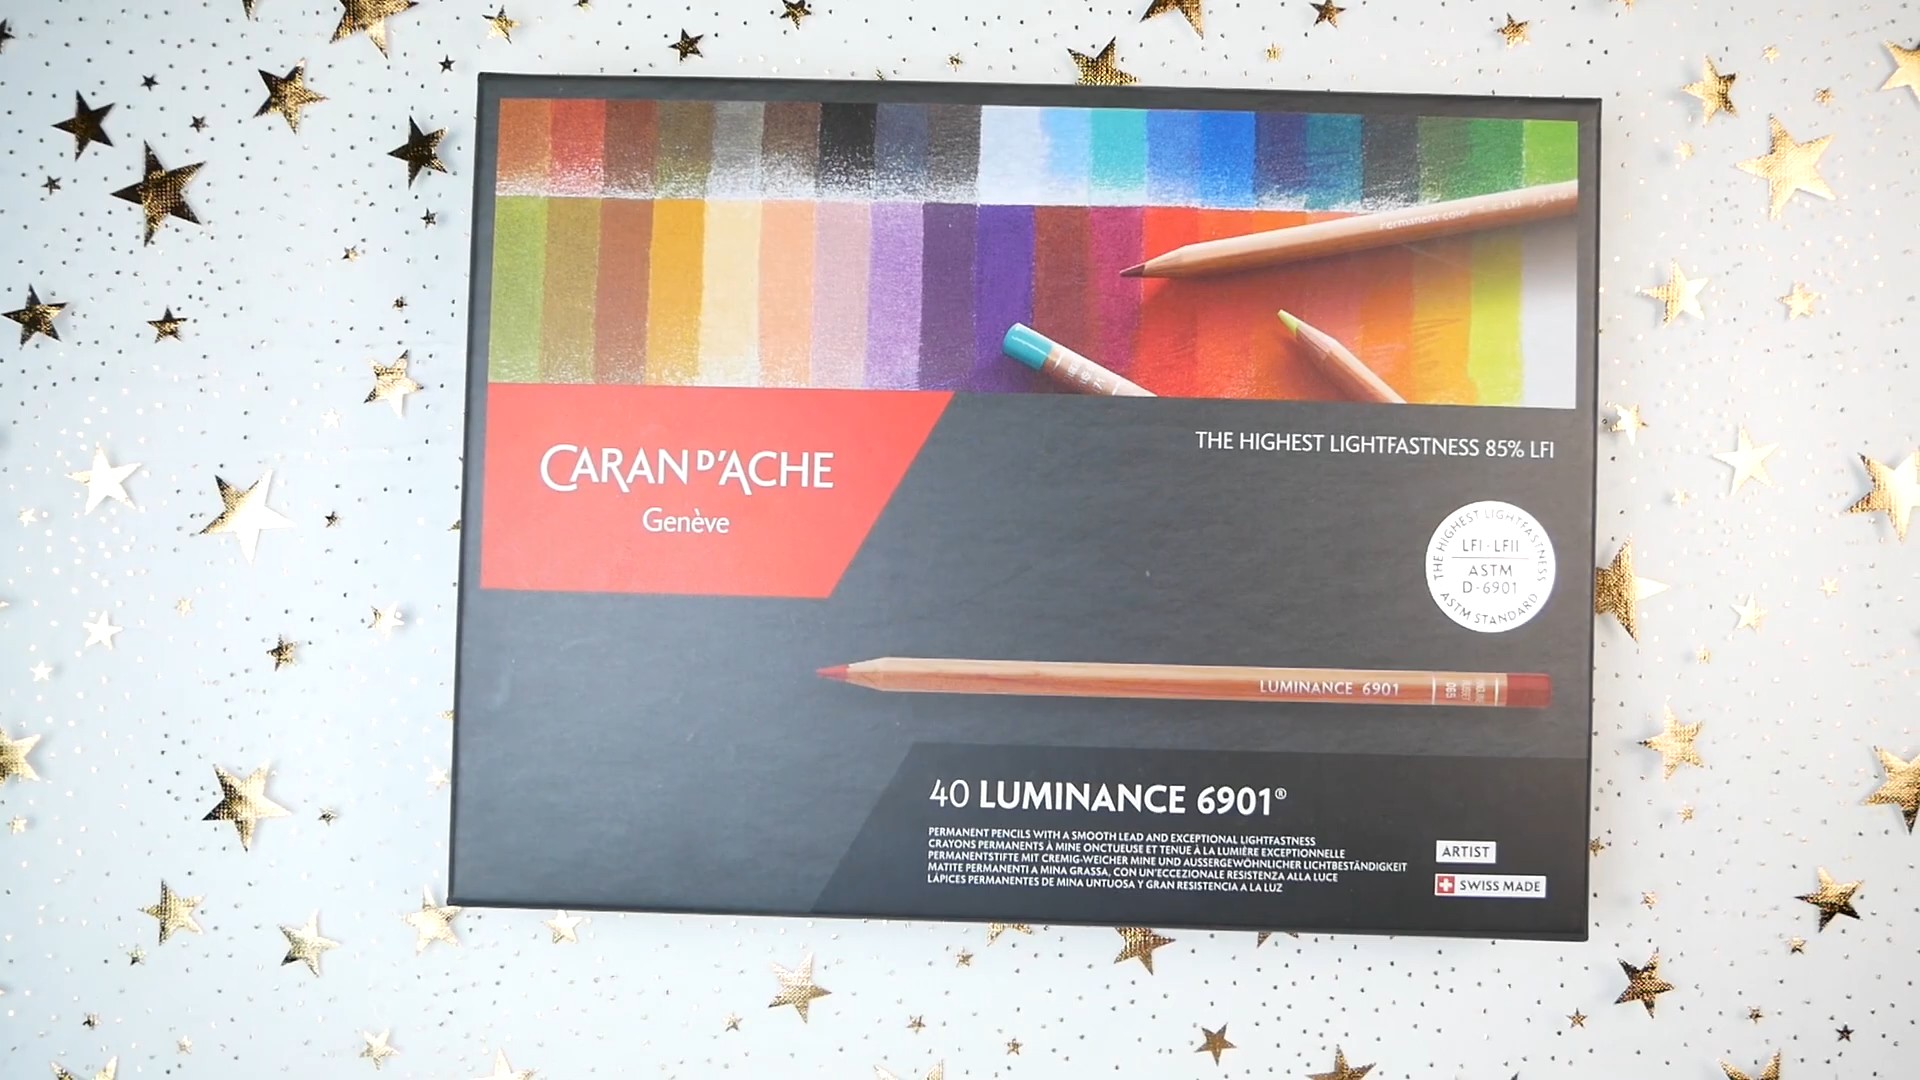 permanent color
CARAN D'ACHE
Genève
THE HIGHEST LIGHTFASTNESS 85% LFI
THE HIGHEST LIGHTFASTNESS
LFI - LFII
ASTM
D-6901
ASTM STANDARD
LUMINANCE 6901
40 LUMINANCE 6901®
PERMANENT PENCILS WITH A SMOOTH LEAD AND EXCEPTIONAL LIGHTFASTNESS
CRAYONS PERMANENTS À MINE ONCTUEUSE ET TENUE À LA LUMIÈRE EXCEPTIONNELLE
PERMANENTSTIFTE MIT CREMIG-WEICHER MINE UND AUSSERGEWÖHNLICHER LICHTBESTÄNDIGKEIT
MATITE PERMANENTI A MINA GRASSA, CON UN'ECCEZIONALE RESISTENZA ALLA LUCE
LÁPICES PERMANENTES DE MINA UNTUOSA Y GRAN RESISTENCIA A LA LUZ
ARTIST
SWISS MADE